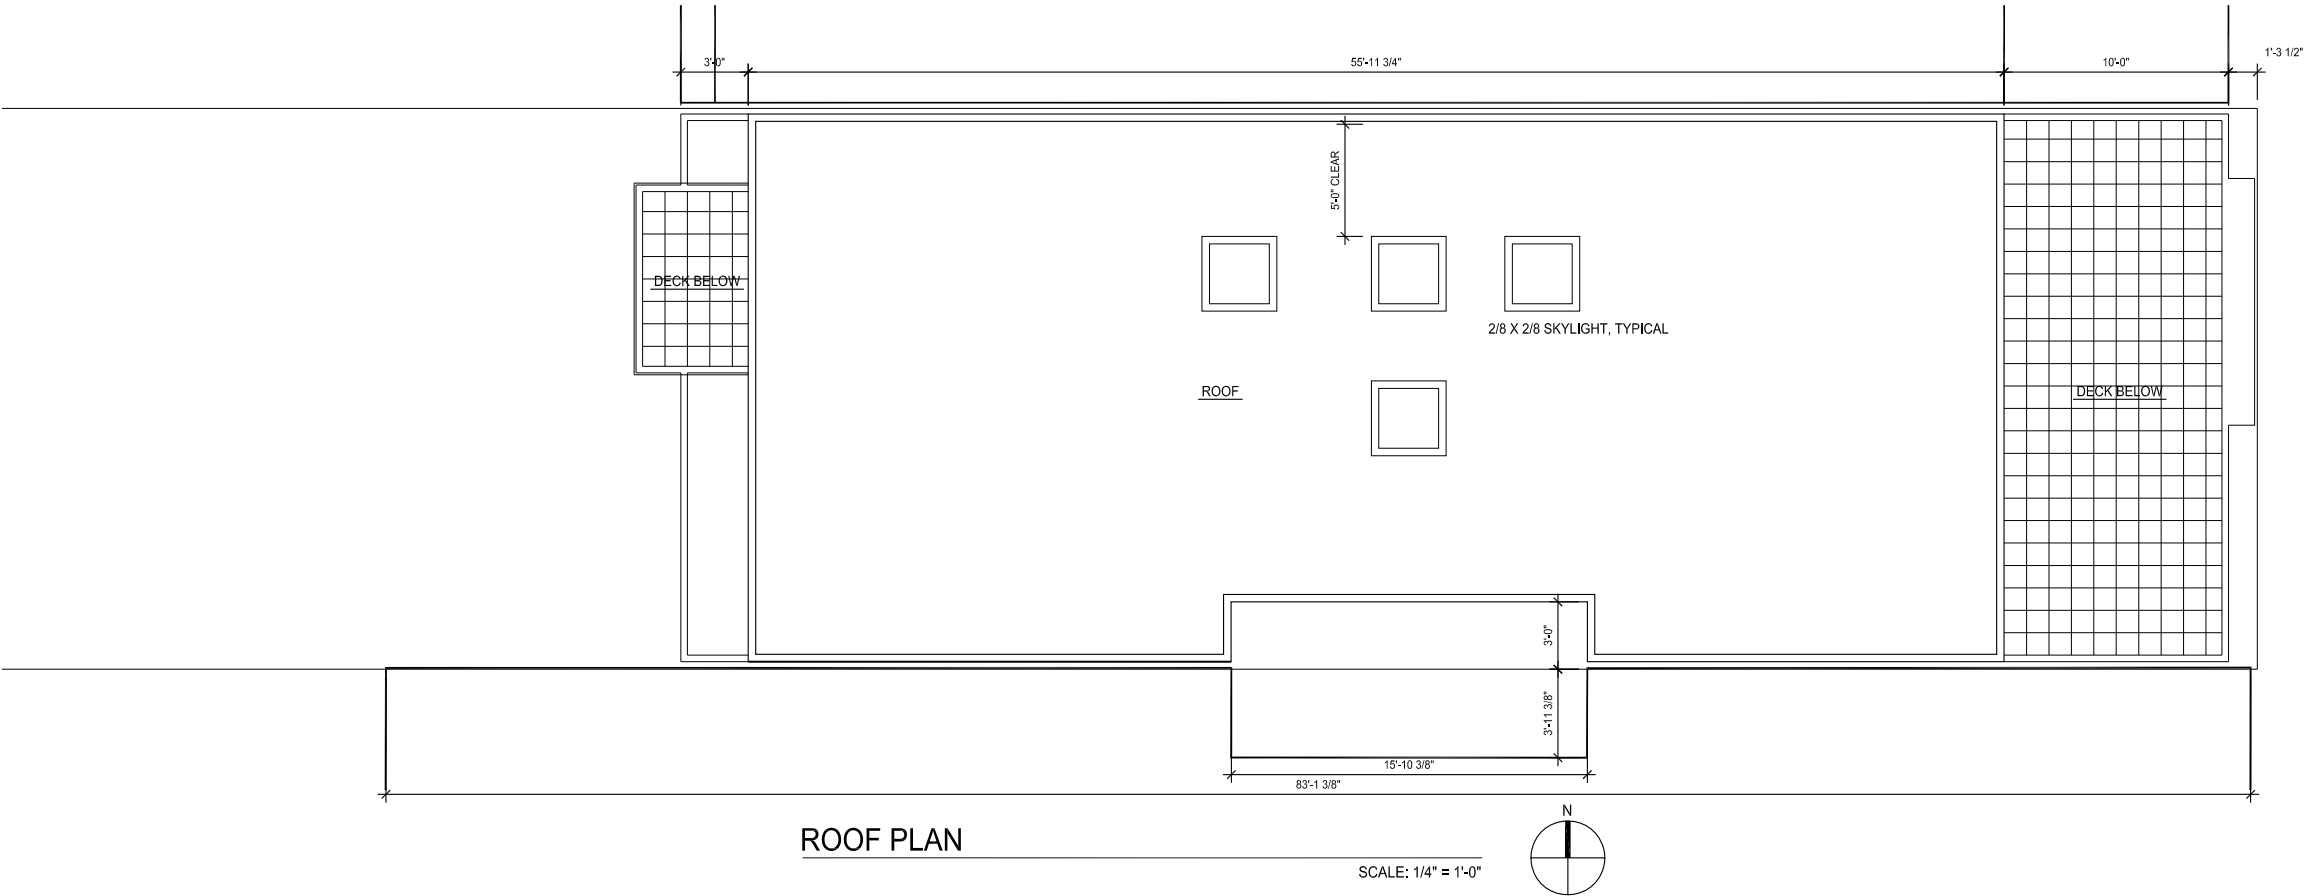 1'-3 1/2"
3'-0"
55'-11 3/4"
10'-0"
5'-0" CLEAR
DECK BELOW
2/8 X 2/8 SKYLIGHT, TYPICAL
ROOF
DECK BELOW
3'-0"
3'-11 3/8"
15'-10 3/8"
83'-1 3/8"
N
ROOF PLAN
SCALE: 1/4" = 1'-0"